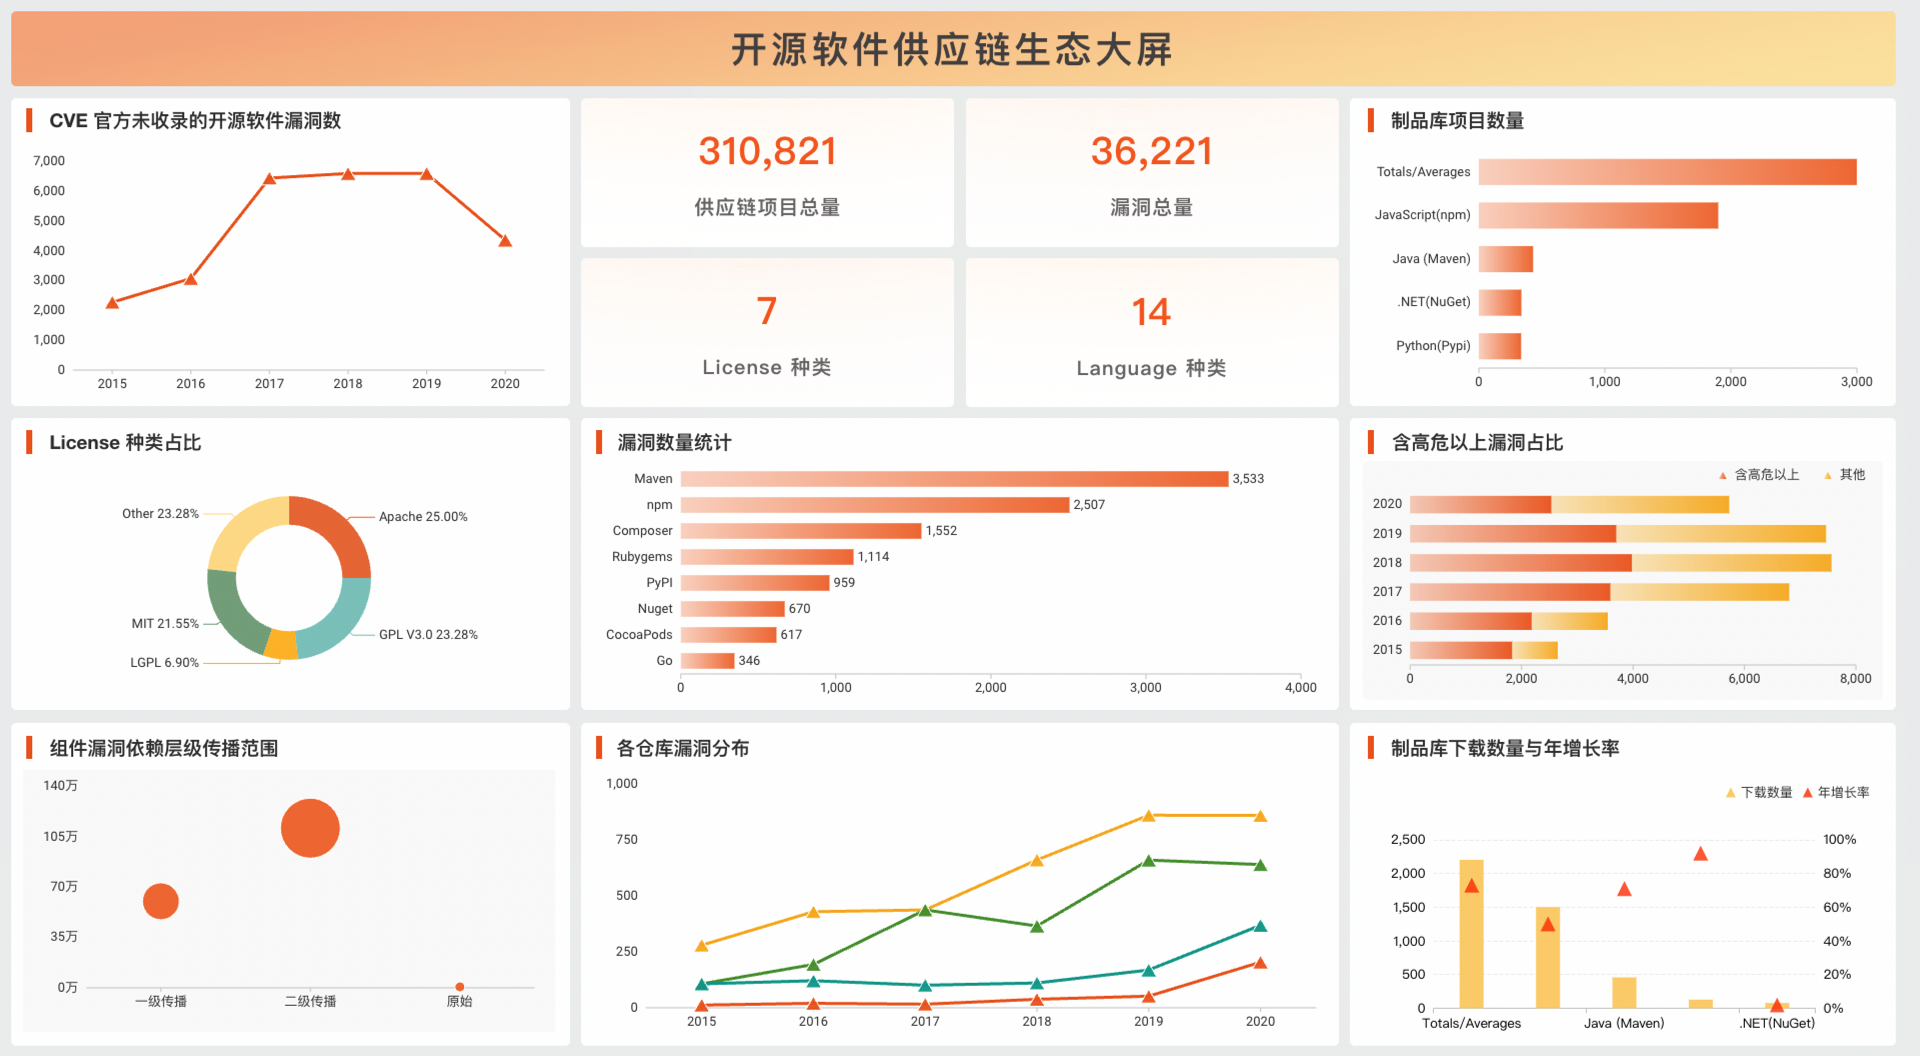 开源软件供应链生态大屏
CVE 官方未收录的开源软件漏洞数
7,000
6,000
5,000
4,000
3,000
2,000
1,000
0
2015 2016 2017 2018 2019 2020
310,821
供应链项目总量
36,221
漏洞总量
7
License 种类
14
Language 种类
制品库项目数量
Totals/Averages
JavaScript(npm)
Java (Maven)
.NET(NuGet)
Python(Pypi)
0 1,000 2,000 3,000
License 种类占比
Other 23.28%
Apache 25.00%
MIT 21.55%
GPL V3.0 23.28%
LGPL 6.90%
漏洞数量统计
Maven 3,533
npm 2,507
Composer 1,552
Rubygems 1,114
PyPI 959
Nuget 670
CocoaPods 617
Go 346
0 1,000 2,000 3,000 4,000
含高危以上漏洞占比
含高危以上 其他
2020
2019
2018
2017
2016
2015
0 2,000 4,000 6,000 8,000
组件漏洞依赖层级传播范围
140万
105万
70万
35万
0万
一级传播 二级传播 原始
各仓库漏洞分布
1,000
750
500
250
0
2015 2016 2017 2018 2019 2020
制品库下载数量与年增长率
下载数量 年增长率
2,500 100%
2,000 80%
1,500 60%
1,000 40%
500 20%
0 0%
Totals/Averages Java (Maven) .NET(NuGet)